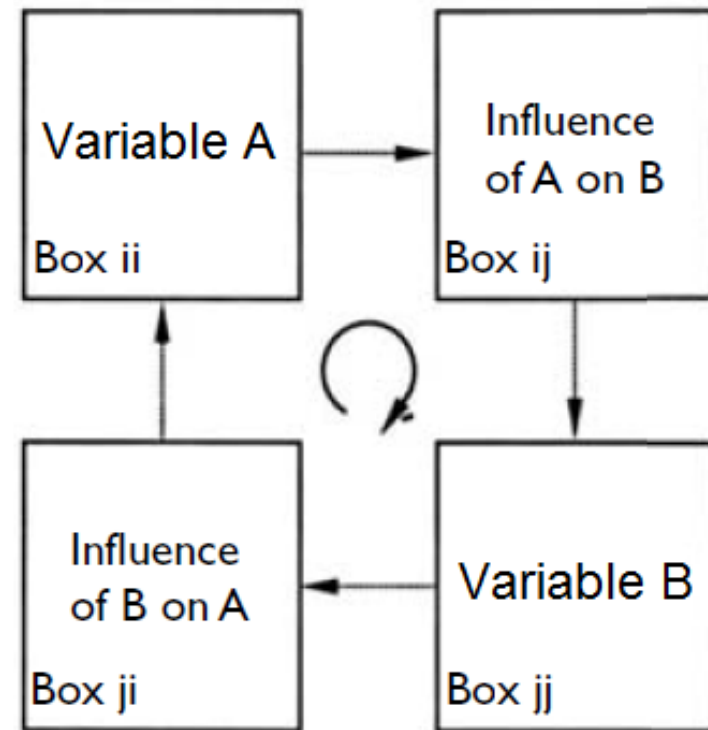 Variable A
Box ii
Influence
of A on B
Box ij
Influence
of B on A
Box ji
Variable B
Box jj